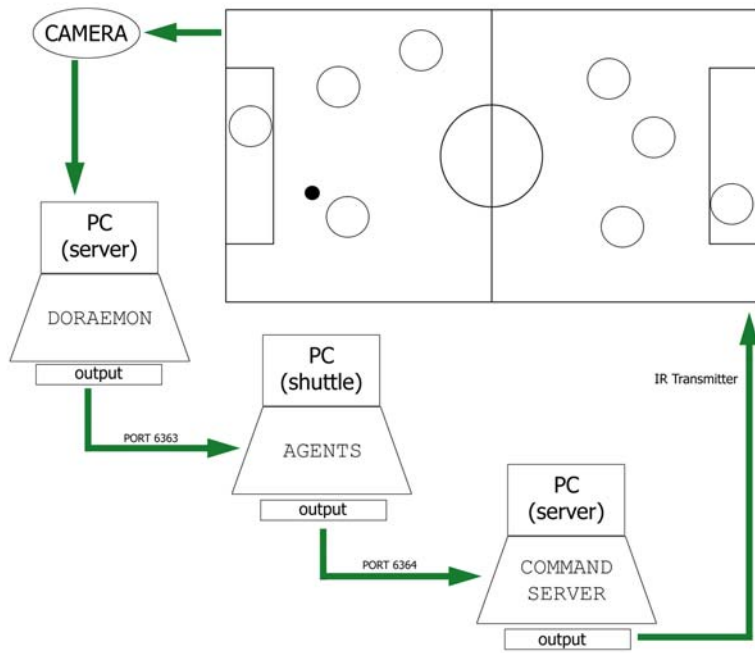 CAMERA
PC
(server)
DORAEMON
output
PORT 6363
PC
(shuttle)
AGENTS
output
PORT 6364
PC
(server)
COMMAND
SERVER
output
IR Transmitter